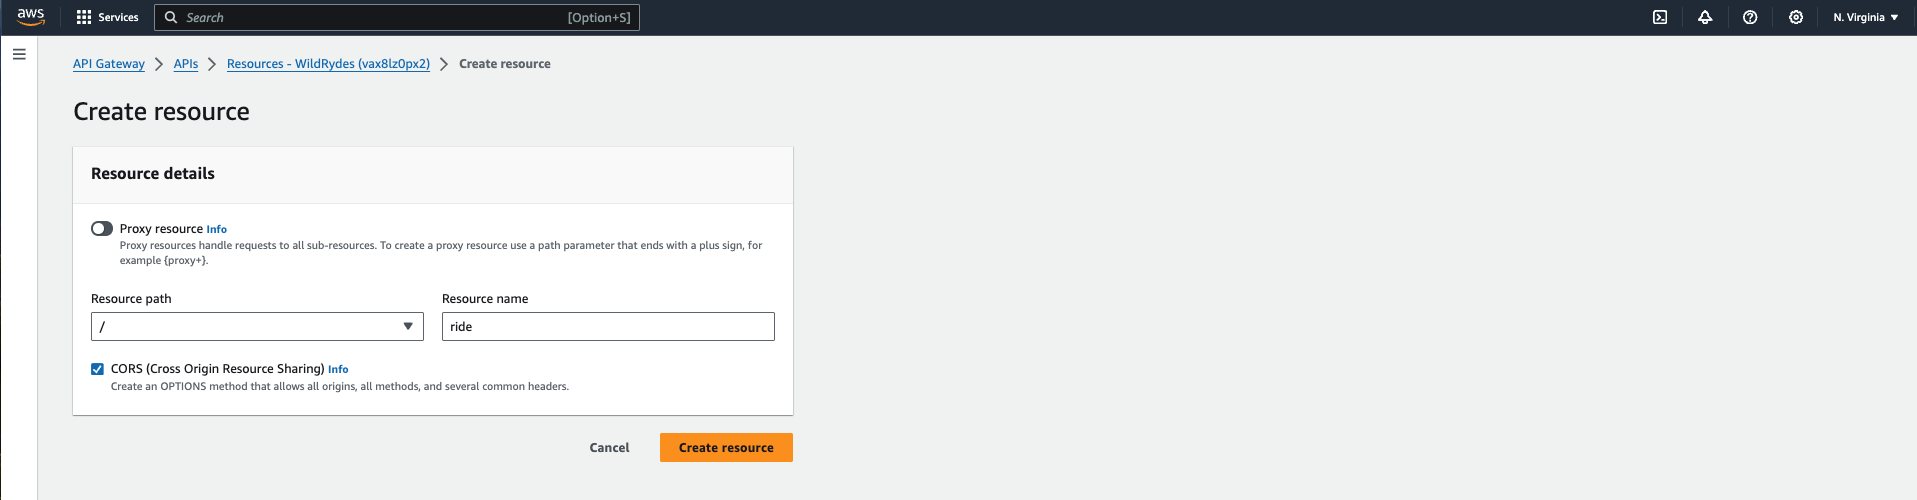 aws Services Search [Option+S] N. Virginia
API Gateway APIs Resources - WildRydes (vax8lz0px2) Create resource
Create resource
Resource details
Proxy resource Info
Proxy resources handle requests to all sub-resources. To create a proxy resource use a path parameter that ends with a plus sign, for
example {proxy+}.
Resource path Resource name
/ ride
CORS (Cross Origin Resource Sharing) Info
Create an OPTIONS method that allows all origins, all methods, and several common headers.
Cancel Create resource